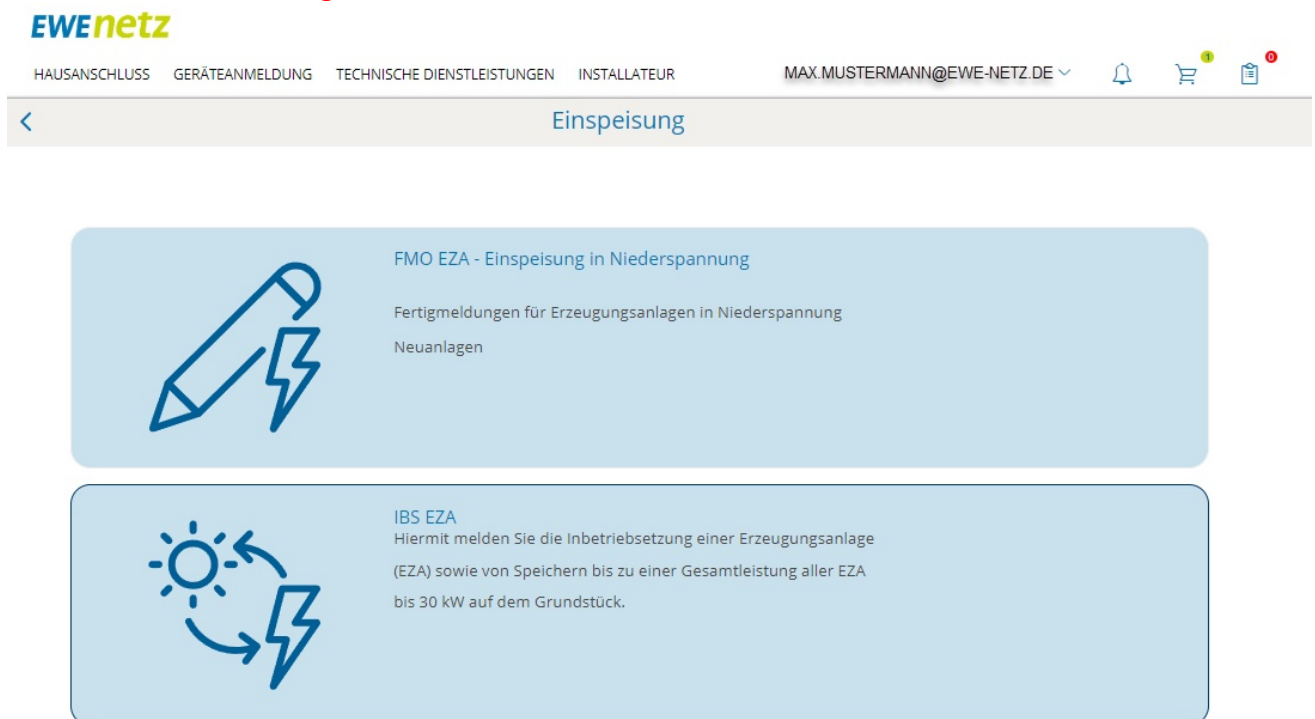 EWE netz
HAUSANSCHLUSS GERÄTEANMELDUNG TECHNISCHE DIENSTLEISTUNGEN INSTALLATEUR MAX.MUSTERMANN@EWE-NETZ.DE 1 0
Einspeisung
FMO EZA - Einspeisung in Niederspannung
Fertigmeldungen für Erzeugungsanlagen in Niederspannung
Neuanlagen
IBS EZA
Hiermit melden Sie die Inbetriebsetzung einer Erzeugungsanlage
(EZA) sowie von Speichern bis zu einer Gesamtleistung aller EZA
bis 30 kW auf dem Grundstück.